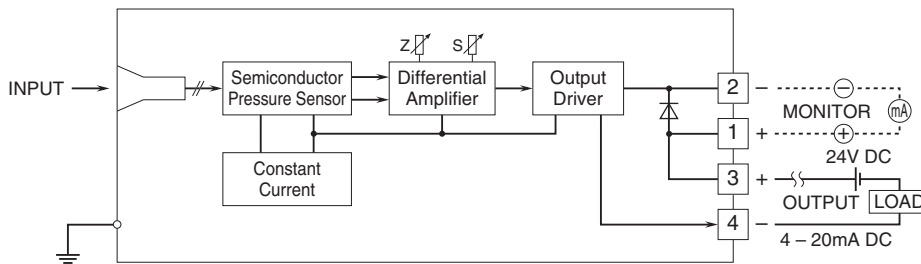 INPUT
Semiconductor
Pressure Sensor
Z
S
Differential
Amplifier
Output
Driver
Constant
Current
2
−
−
MONITOR
mA
1
+
+
24V DC
3
+
OUTPUT
LOAD
4
−
4 – 20mA DC